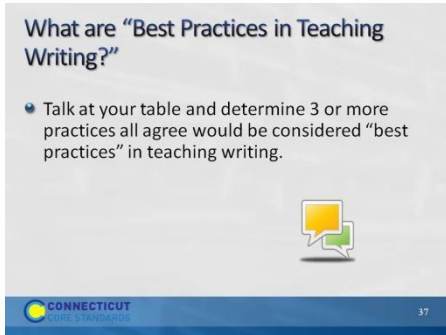 What are “Best Practices in Teaching
Writing?”
Talk at your table and determine 3 or more
practices all agree would be considered “best
practices” in teaching writing.
CONNECTICUT
CORE STANDARDS
37